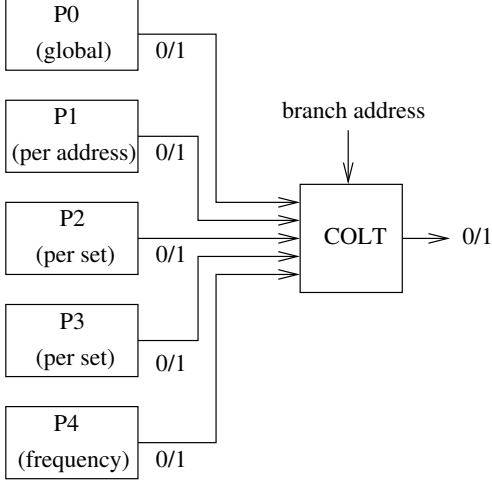 P0
(global)
0/1
P1
(per address)
0/1
P2
(per set)
0/1
P3
(per set)
0/1
P4
(frequency)
0/1
branch address
COLT
0/1